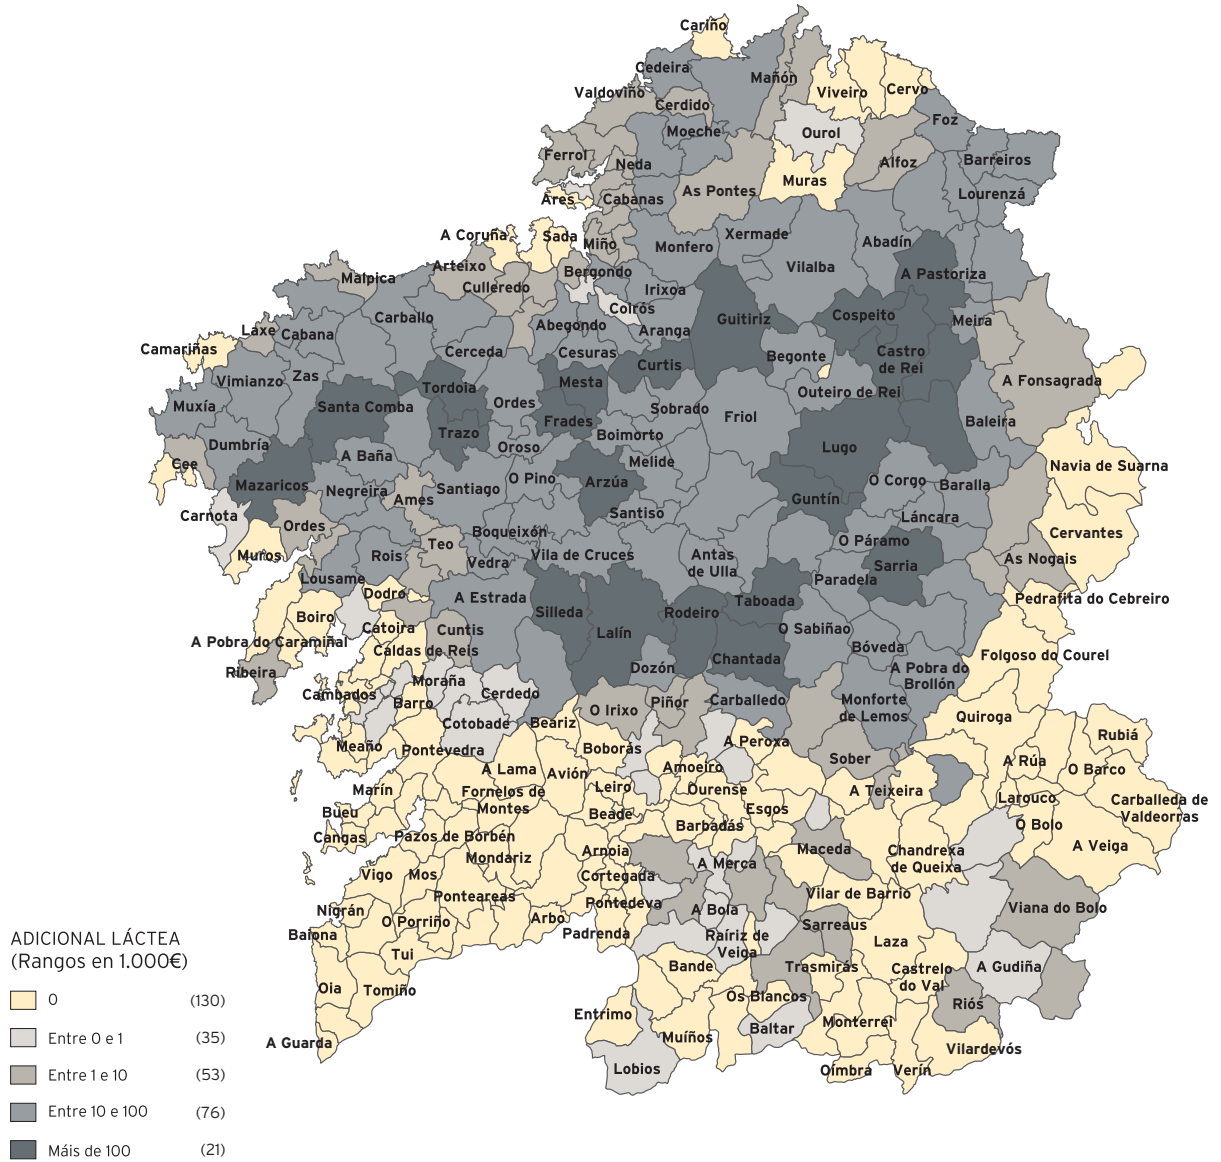 Cariño
Cedeira
Mañón
Valdoviño
Viveiro
Cervo
Cerdido
Foz
Moeche
Ourol
Ferrol
Neda
Alfoz
Barreiros
Muras
As Pontes
Ares
Cabanas
Lourenzá
A Coruña
Sada
Miño
Monfero
Xermade
Abadín
Arteixo
Bergondo
Vilalba
A Pastoriza
Malpica
Culleredo
Irixoa
Coirós
Carballo
Guitiriz
Cospeito
Meirá
Laxe
Cabana
Abegondo
Aranga
Camariñas
Cerceda
Cesuras
Begonte
Castro
de Rei
Curtis
Vimianzo
Zas
Tordoia
Mesta
A Fonsagrada
Outeiro de Rei
Muxía
Santa Comba
Ordes
Sobrado
Friol
Frades
Baleira
Trazo
Boimorto
Dumbría
Oroso
Lugo
A Baña
Melide
Cee
Navia de Suarna
Mazaricos
Negreira
Santiago
O Pino
Arzúa
O Corgo
Baralla
Ames
Guntín
Carnota
Ordes
Santiso
Láncara
Boqueixón
Cervantes
O Páramo
Muros
Rois
Teo
Vila de Cruces
Antas
de Ulla
As Nogais
Vedra
Sarria
Lousame
Paradela
Dodro
A Estrada
Taboada
Pedrafita do Cebreiro
Boiro
Silleda
Rodeiro
Catoira
Cuntis
Lalín
O Sabiñao
A Pobra do Caramiñal
Caldas de Reis
Bóveda
Folgoso do Courel
Chantada
Ribeira
Dozón
A Pobra do
Brollón
Moraña
Cambados
Cerdedo
Barro
O Irixo
Piñor
Carballedo
Monforte
de Lemos
Cotobade
Beariz
Quiroga
Meaño
Pontevedra
Boborás
A Peroxa
Rubiá
A Lama
Avión
Amoeiro
Sober
A Rúa
O Barco
Marín
Fornelos de
Montes
Leiro
Ourense
A Teixeira
Larouco
Carballeda de
Valdeorras
Bueu
Beade
Esgos
Cangas
Pazos de Borbén
Barbadás
O Bolo
Mondariz
Arnoia
A Merca
Maceda
Chandrexa
de Queixa
A Veiga
Vigo
Mos
Cortegada
Ponteareas
Pontedeva
Vilar de Barrio
Nigrán
O Porriño
Arbo
A Bola
Viana do Bolo
Baiona
Padrenda
Raíriz de
Veiga
Sarreaus
Laza
Tui
Bande
Trasmirás
Castrelo
do Val
A Gudiña
Oia
Tomiño
Os Blancos
Riós
Entrimo
Baltar
Monterrei
A Guarda
Muíños
Vilardevós
Lobios
Oímbra
Verín
ADICIONAL LÁCTEA
(Rangos en 1.000€)
0 (130)
Entre 0 e 1 (35)
Entre 1 e 10 (53)
Entre 10 e 100 (76)
Máis de 100 (21)